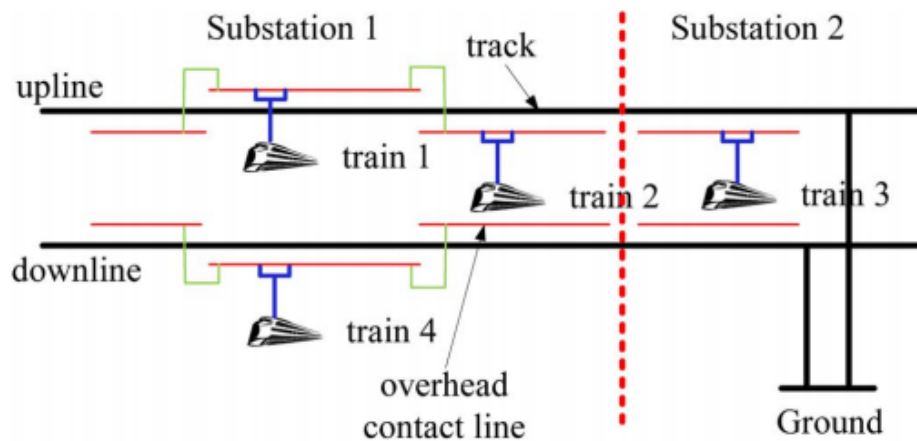 Substation 1
Substation 2
track
upline
train 1
train 2
train 3
downline
train 4
overhead
contact line
Ground